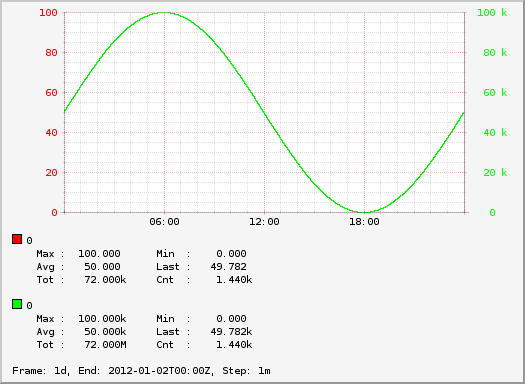 100 100 k
80 80 k
60 60 k
40 40 k
20 20 k
0 0
06:00 12:00 18:00
0
Max : 100.000 Min : 0.000
Avg : 50.000 Last : 49.782
Tot : 72.000k Cnt : 1.440k
0
Max : 100.000k Min : 0.000
Avg : 50.000k Last : 49.782k
Tot : 72.000M Cnt : 1.440k
Frame: 1d, End: 2012-01-02T00:00Z, Step: 1m